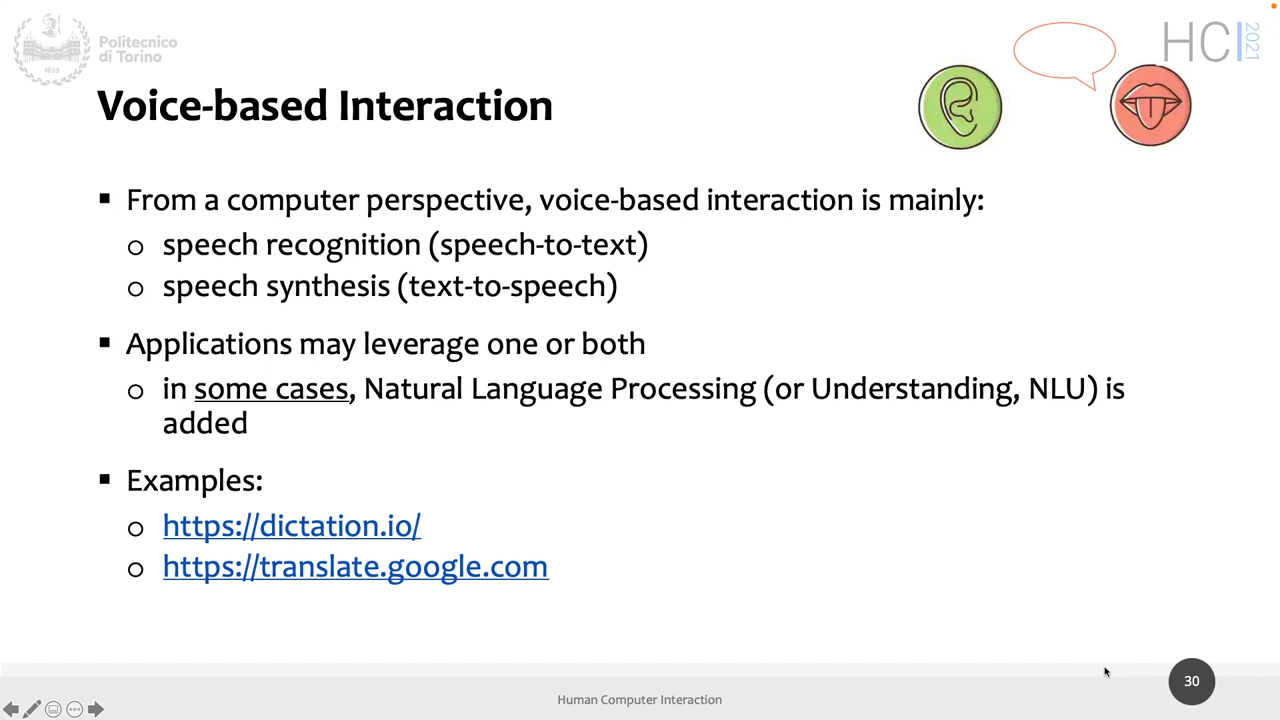 Politecnico
di Torino
1859
HCI 2021
Voice-based Interaction
▪ From a computer perspective, voice-based interaction is mainly:
o speech recognition (speech-to-text)
o speech synthesis (text-to-speech)
▪ Applications may leverage one or both
o in some cases, Natural Language Processing (or Understanding, NLU) is
added
▪ Examples:
o https://dictation.io/
o https://translate.google.com
Human Computer Interaction
30